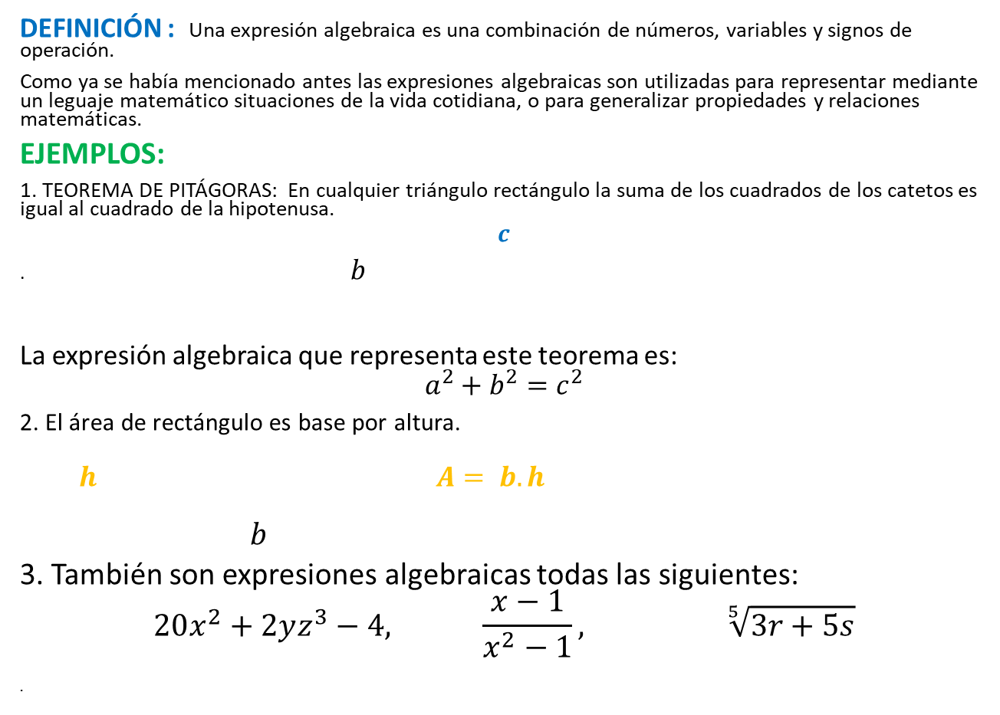 DEFINICIÓN : Una expresión algebraica es una combinación de números, variables y signos de
operación.
Como ya se había mencionado antes las expresiones algebraicas son utilizadas para representar mediante
un leguaje matemático situaciones de la vida cotidiana, o para generalizar propiedades y relaciones
matemáticas.
EJEMPLOS:
1. TEOREMA DE PITÁGORAS: En cualquier triángulo rectángulo la suma de los cuadrados de los catetos es
igual al cuadrado de la hipotenusa.
c
. b
La expresión algebraica que representa este teorema es:
a² + b² = c²
2. El área de rectángulo es base por altura.
h A = b.h
b
3. También son expresiones algebraicas todas las siguientes:
20x² + 2yz³ − 4, (x − 1)/(x² − 1), ⁵√(3r + 5s)
.